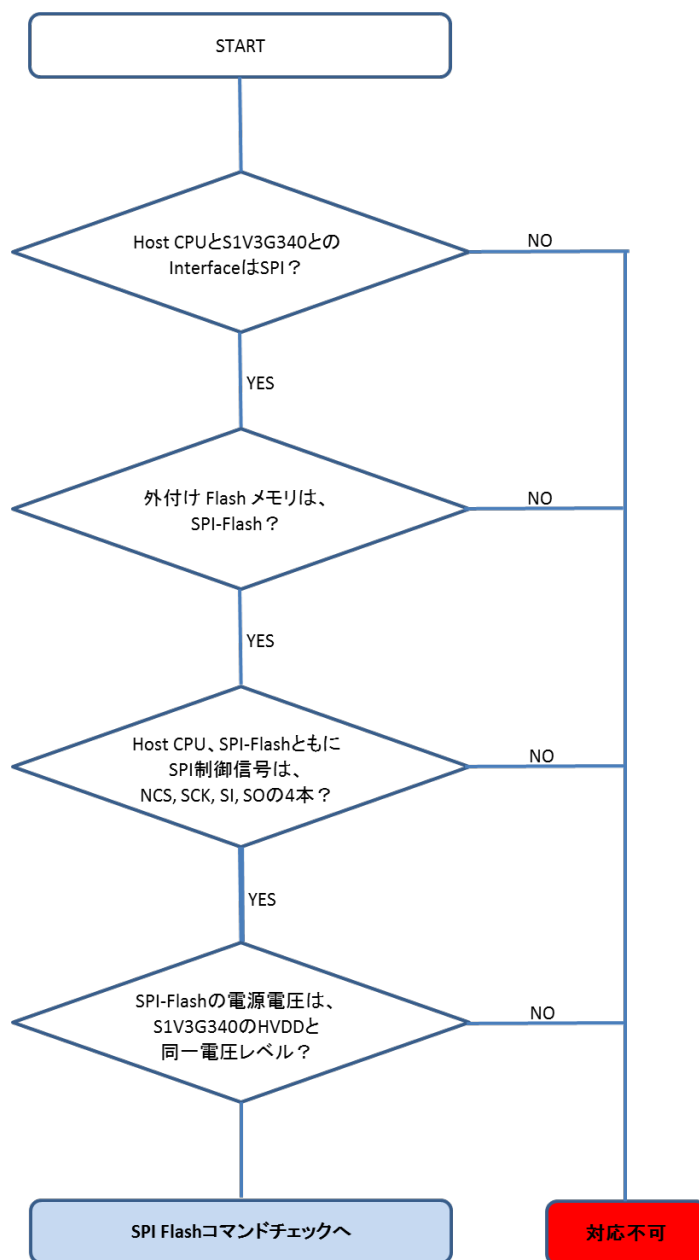 START
Host CPUとS1V3G340との
InterfaceはSPI？
NO
YES
外付け Flash メモリは、
SPI-Flash？
NO
YES
Host CPU、SPI-Flashともに
SPI制御信号は、
NCS, SCK, SI, SOの4本？
NO
YES
SPI-Flashの電源電圧は、
S1V3G340のHVDDと
同一電圧レベル？
NO
SPI Flashコマンドチェックへ
対応不可